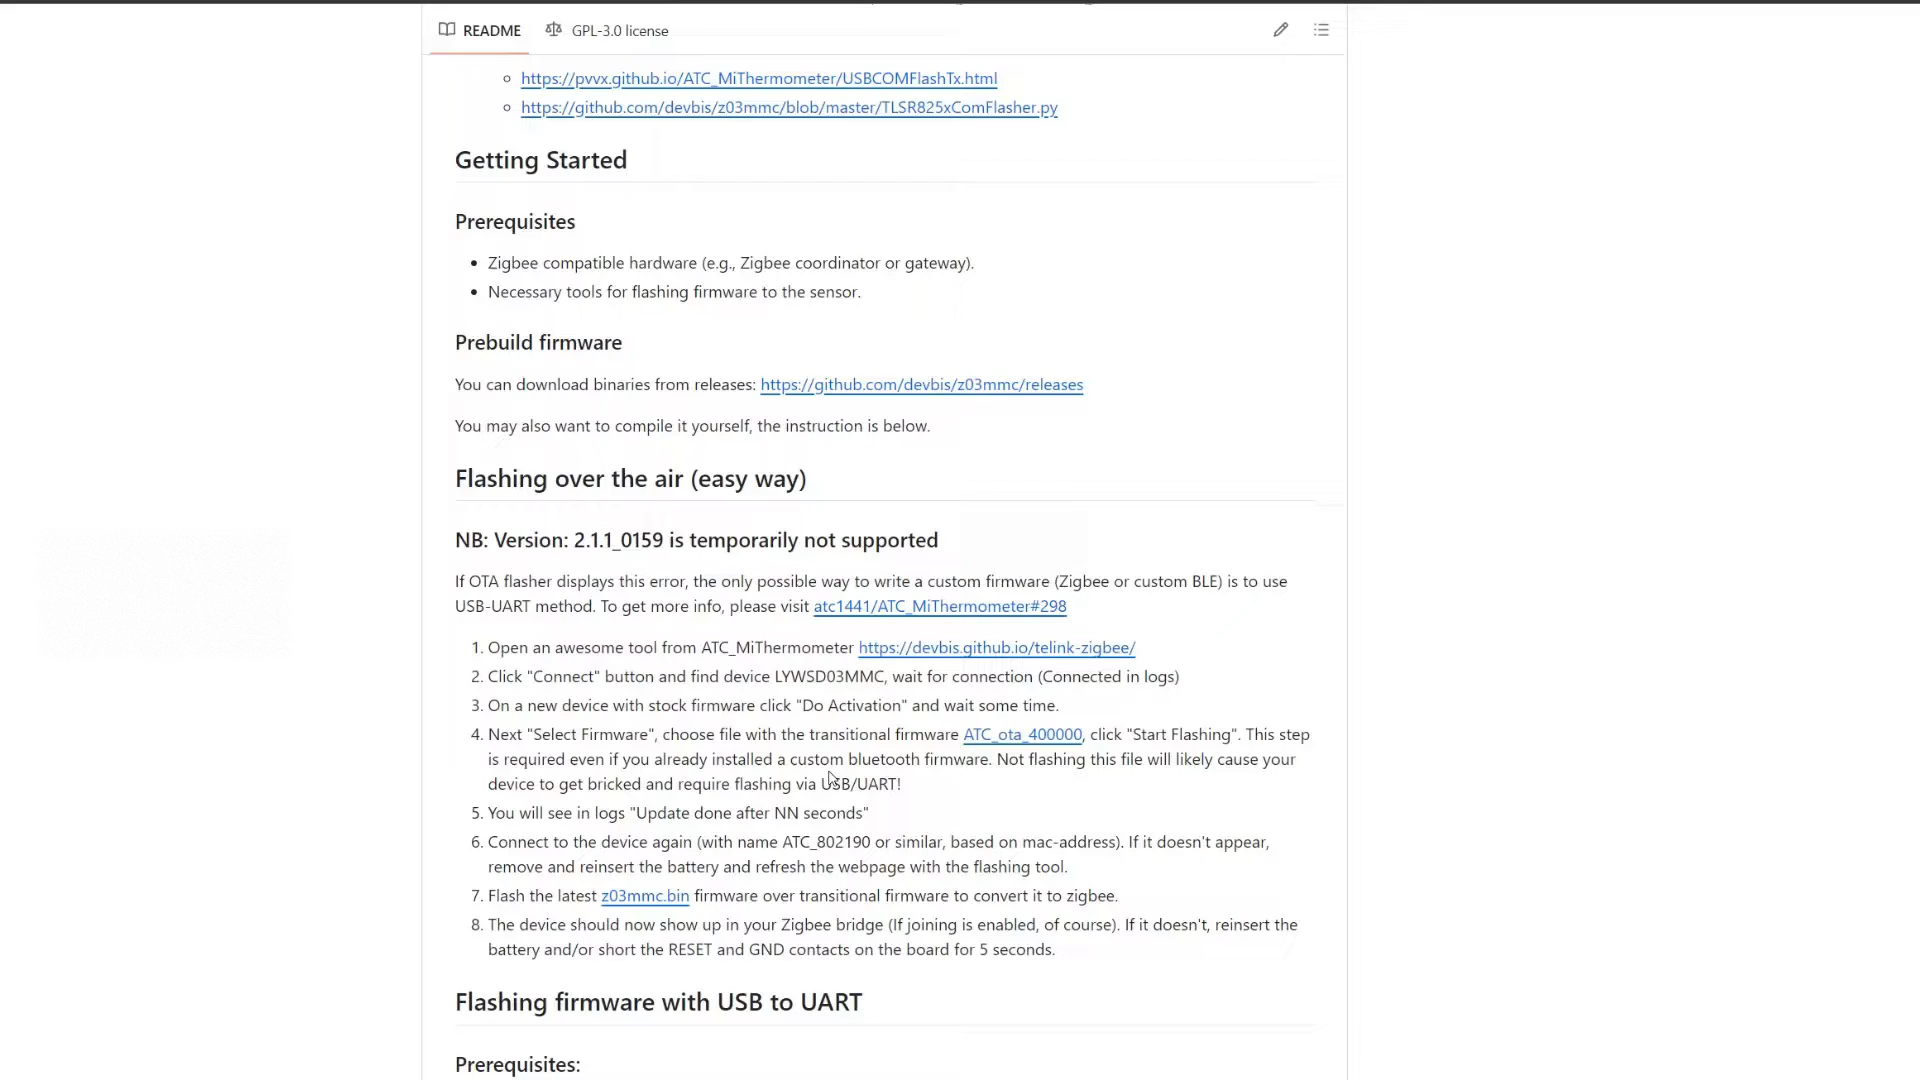 README
GPL-3.0 license
https://pvvx.github.io/ATC_MiThermometer/USBCOMFlashTx.html
https://github.com/devbis/z03mmc/blob/master/TLSR825xComFlasher.py
Getting Started
Prerequisites
• Zigbee compatible hardware (e.g., Zigbee coordinator or gateway).
• Necessary tools for flashing firmware to the sensor.
Prebuild firmware
You can download binaries from releases: https://github.com/devbis/z03mmc/releases
You may also want to compile it yourself, the instruction is below.
Flashing over the air (easy way)
NB: Version: 2.1.1_0159 is temporarily not supported
If OTA flasher displays this error, the only possible way to write a custom firmware (Zigbee or custom BLE) is to use
USB-UART method. To get more info, please visit atc1441/ATC_MiThermometer#298
1. Open an awesome tool from ATC_MiThermometer https://devbis.github.io/telink-zigbee/
2. Click "Connect" button and find device LYWSD03MMC, wait for connection (Connected in logs)
3. On a new device with stock firmware click "Do Activation" and wait some time.
4. Next "Select Firmware", choose file with the transitional firmware ATC_ota_400000, click "Start Flashing". This step
is required even if you already installed a custom bluetooth firmware. Not flashing this file will likely cause your
device to get bricked and require flashing via USB/UART!
5. You will see in logs "Update done after NN seconds"
6. Connect to the device again (with name ATC_802190 or similar, based on mac-address). If it doesn't appear,
remove and reinsert the battery and refresh the webpage with the flashing tool.
7. Flash the latest z03mmc.bin firmware over transitional firmware to convert it to zigbee.
8. The device should now show up in your Zigbee bridge (If joining is enabled, of course). If it doesn't, reinsert the
battery and/or short the RESET and GND contacts on the board for 5 seconds.
Flashing firmware with USB to UART
Prerequisites: